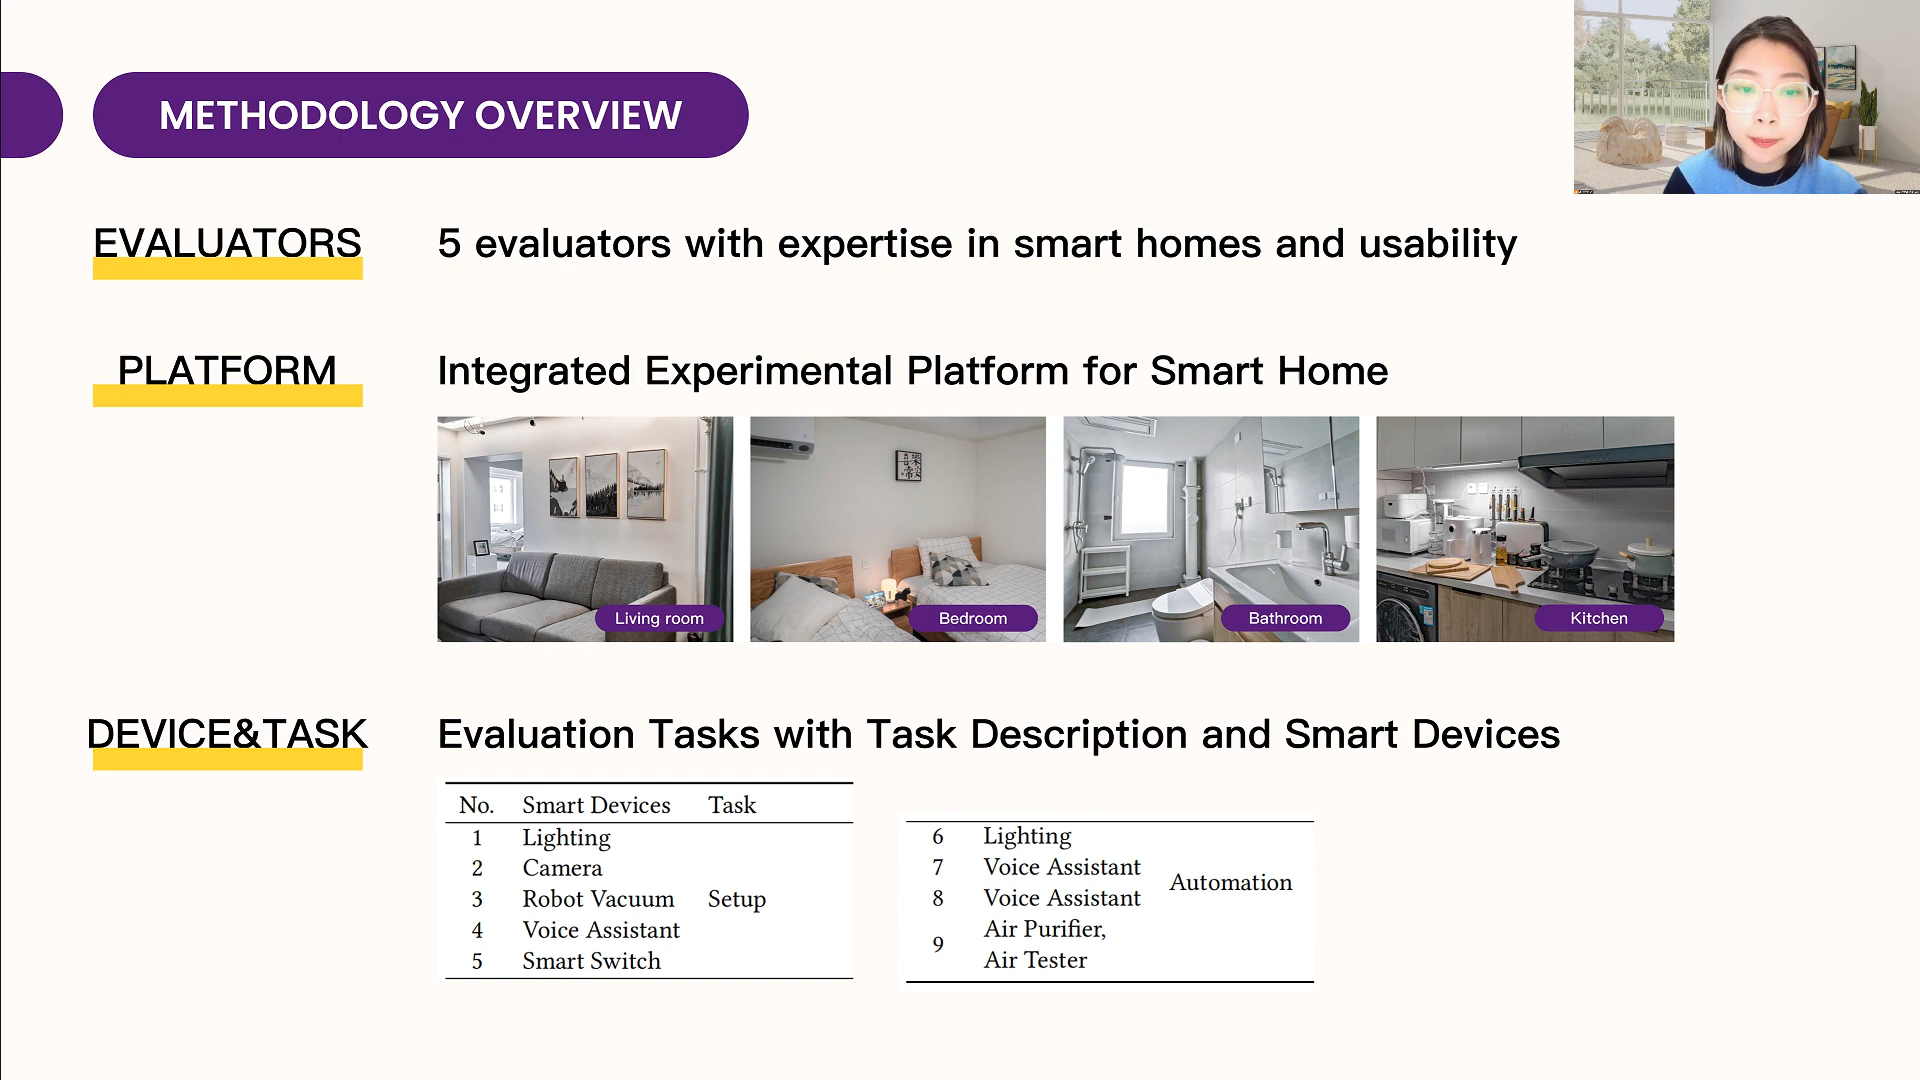 METHODOLOGY OVERVIEW
EVALUATORS
5 evaluators with expertise in smart homes and usability
PLATFORM
Integrated Experimental Platform for Smart Home
Living room
Bedroom
Bathroom
Kitchen
DEVICE&TASK
Evaluation Tasks with Task Description and Smart Devices
No. Smart Devices Task
1 Lighting
2 Camera
3 Robot Vacuum Setup
4 Voice Assistant
5 Smart Switch
6 Lighting
7 Voice Assistant
Automation
8 Voice Assistant
9 Air Purifier,
Air Tester